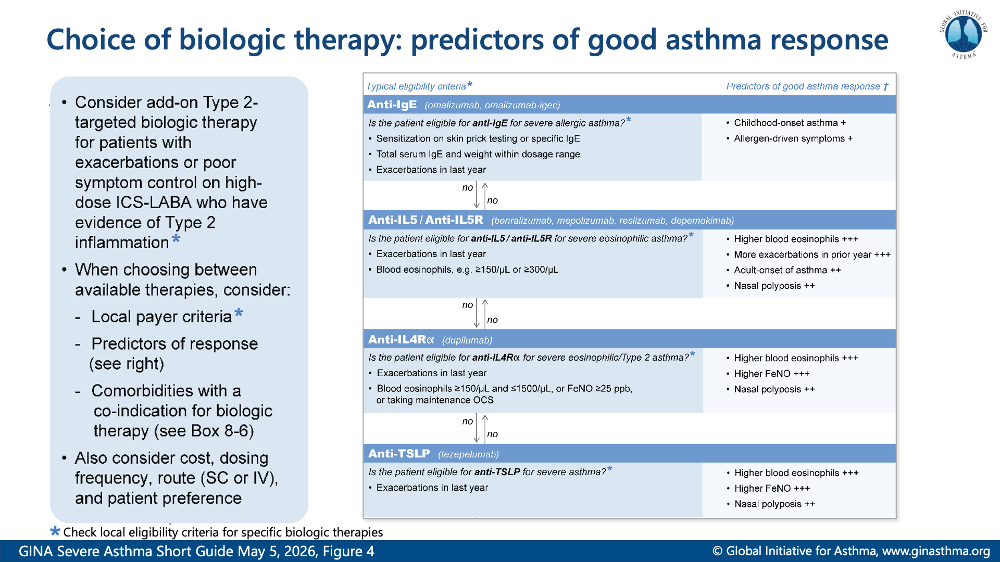 Choice of biologic therapy: predictors of good asthma response
GLOBAL INITIATIVE FOR
ASTHMA
• Consider add-on Type 2-
targeted biologic therapy
for patients with
exacerbations or poor
symptom control on high-
dose ICS-LABA who have
evidence of Type 2
inflammation*
• When choosing between
available therapies, consider:
- Local payer criteria*
- Predictors of response
(see right)
- Comorbidities with a
co-indication for biologic
therapy (see Box 8-6)
• Also consider cost, dosing
frequency, route (SC or IV),
and patient preference
Typical eligibility criteria*
Predictors of good asthma response †
Anti-IgE (omalizumab, omalizumab-igec)
Is the patient eligible for anti-IgE for severe allergic asthma?*
• Sensitization on skin prick testing or specific IgE
• Total serum IgE and weight within dosage range
• Exacerbations in last year
• Childhood-onset asthma +
• Allergen-driven symptoms +
no
no
Anti-IL5 / Anti-IL5R (benralizumab, mepolizumab, reslizumab, depemokimab)
Is the patient eligible for anti-IL5 / anti-IL5R for severe eosinophilic asthma?*
• Exacerbations in last year
• Blood eosinophils, e.g. ≥150/µL or ≥300/µL
• Higher blood eosinophils +++
• More exacerbations in prior year +++
• Adult-onset of asthma ++
• Nasal polyposis ++
no
no
Anti-IL4Rα (dupilumab)
Is the patient eligible for anti-IL4Rα for severe eosinophilic/Type 2 asthma?*
• Exacerbations in last year
• Blood eosinophils ≥150/µL and ≤1500/µL, or FeNO ≥25 ppb,
or taking maintenance OCS
• Higher blood eosinophils +++
• Higher FeNO +++
• Nasal polyposis ++
no
no
Anti-TSLP (tezepelumab)
Is the patient eligible for anti-TSLP for severe asthma?*
• Exacerbations in last year
• Higher blood eosinophils +++
• Higher FeNO +++
• Nasal polyposis ++
* Check local eligibility criteria for specific biologic therapies
GINA Severe Asthma Short Guide May 5, 2026, Figure 4
© Global Initiative for Asthma, www.ginasthma.org